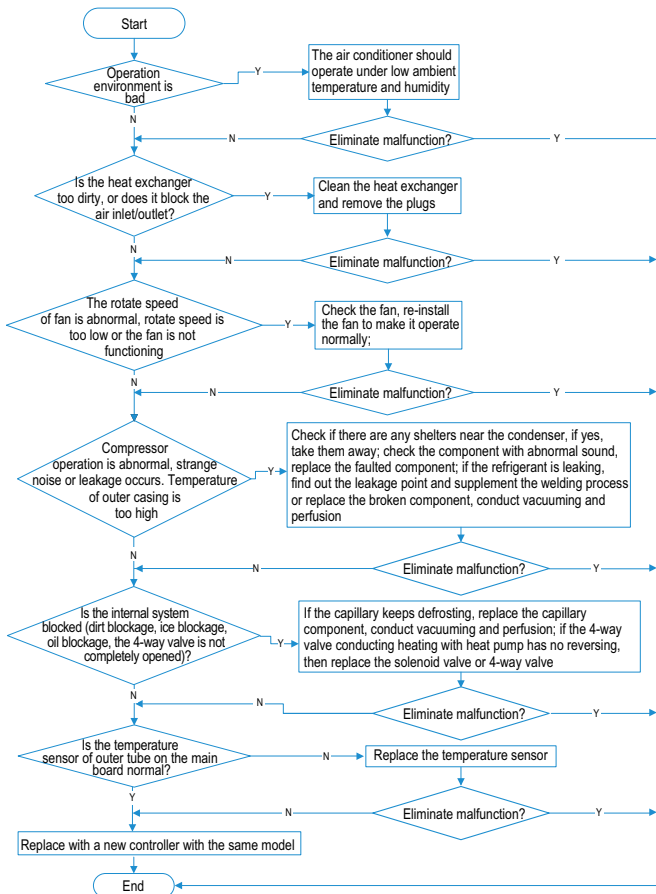 Start
Operation
environment is
bad
Y
The air conditioner should
operate under low ambient
temperature and humidity
N
N
Eliminate malfunction?
Y
Is the heat exchanger
too dirty, or does it block the
air inlet/outlet?
Y
Clean the heat exchanger
and remove the plugs
N
N
Eliminate malfunction?
Y
The rotate speed
of fan is abnormal, rotate speed is
too low or the fan is not
functioning
Y
Check the fan, re-install
the fan to make it operate
normally;
N
N
Eliminate malfunction?
Y
Compressor
operation is abnormal, strange
noise or leakage occurs. Temperature
of outer casing is
too high
Y
Check if there are any shelters near the condenser, if yes,
take them away; check the component with abnormal sound,
replace the faulted component; if the refrigerant is leaking,
find out the leakage point and supplement the welding process
or replace the broken component, conduct vacuuming and
perfusion
N
N
Eliminate malfunction?
Y
Is the internal system
blocked (dirt blockage, ice blockage,
oil blockage, the 4-way valve is not
completely opened)?
Y
If the capillary keeps defrosting, replace the capillary
component, conduct vacuuming and perfusion; if the 4-way
valve conducting heating with heat pump has no reversing,
then replace the solenoid valve or 4-way valve
N
N
Eliminate malfunction?
Y
Is the temperature
sensor of outer tube on the main
board normal?
N
Replace the temperature sensor
Y
N
Eliminate malfunction?
Y
Replace with a new controller with the same model
End